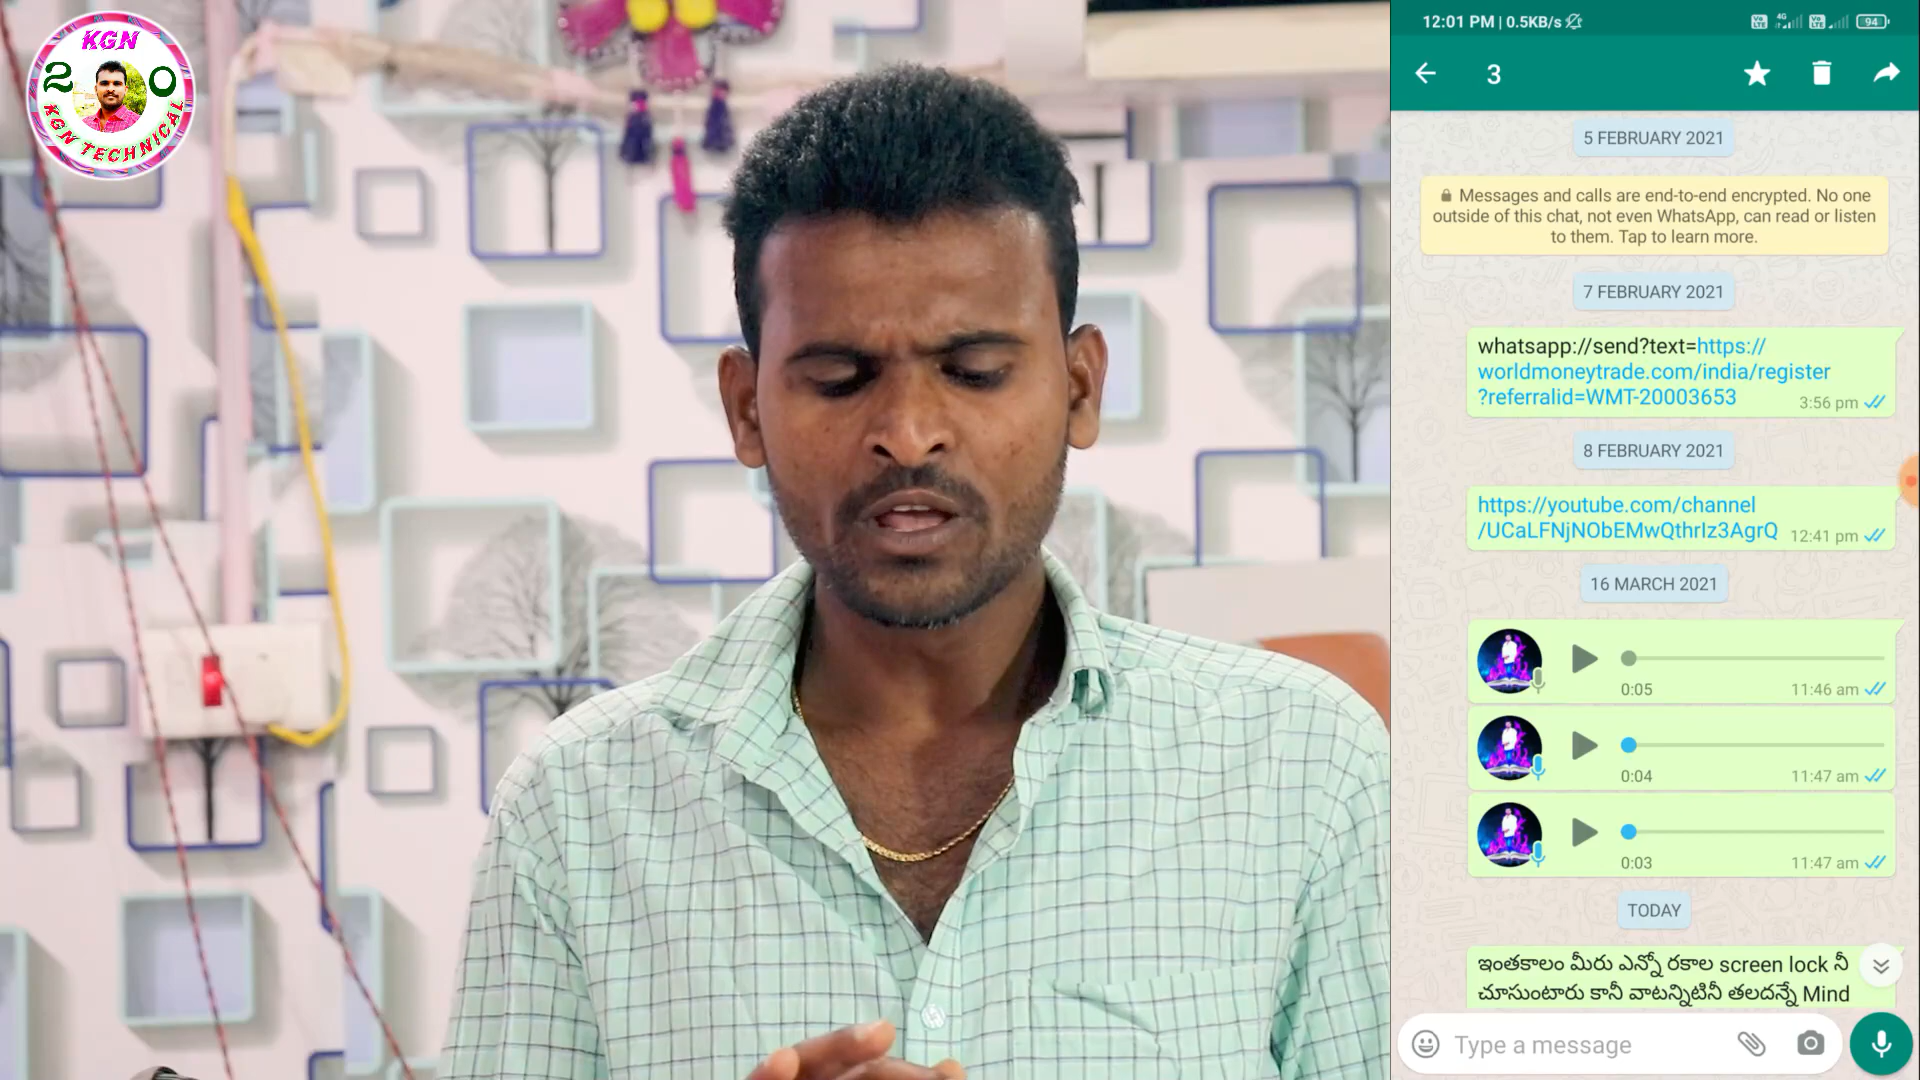 KGN
2 0
KGN TECHNICAL
12:01 PM | 0.5KB/s
4G
94
3
5 FEBRUARY 2021
Messages and calls are end-to-end encrypted. No one
outside of this chat, not even WhatsApp, can read or listen
to them. Tap to learn more.
7 FEBRUARY 2021
whatsapp://send?text=https://
worldmoneytrade.com/india/register
?referralid=WMT-20003653
3:56 pm
8 FEBRUARY 2021
https://youtube.com/channel
/UCaLFNjNObEMwQthrIz3AgrQ
12:41 pm
16 MARCH 2021
0:05
11:46 am
0:04
11:47 am
0:03
11:47 am
TODAY
ఇంతకాలం మీరు ఎన్నో రకాల screen lock నీ
చూసుంటారు కానీ వాటన్నిటినీ తలదన్నే Mind
Type a message